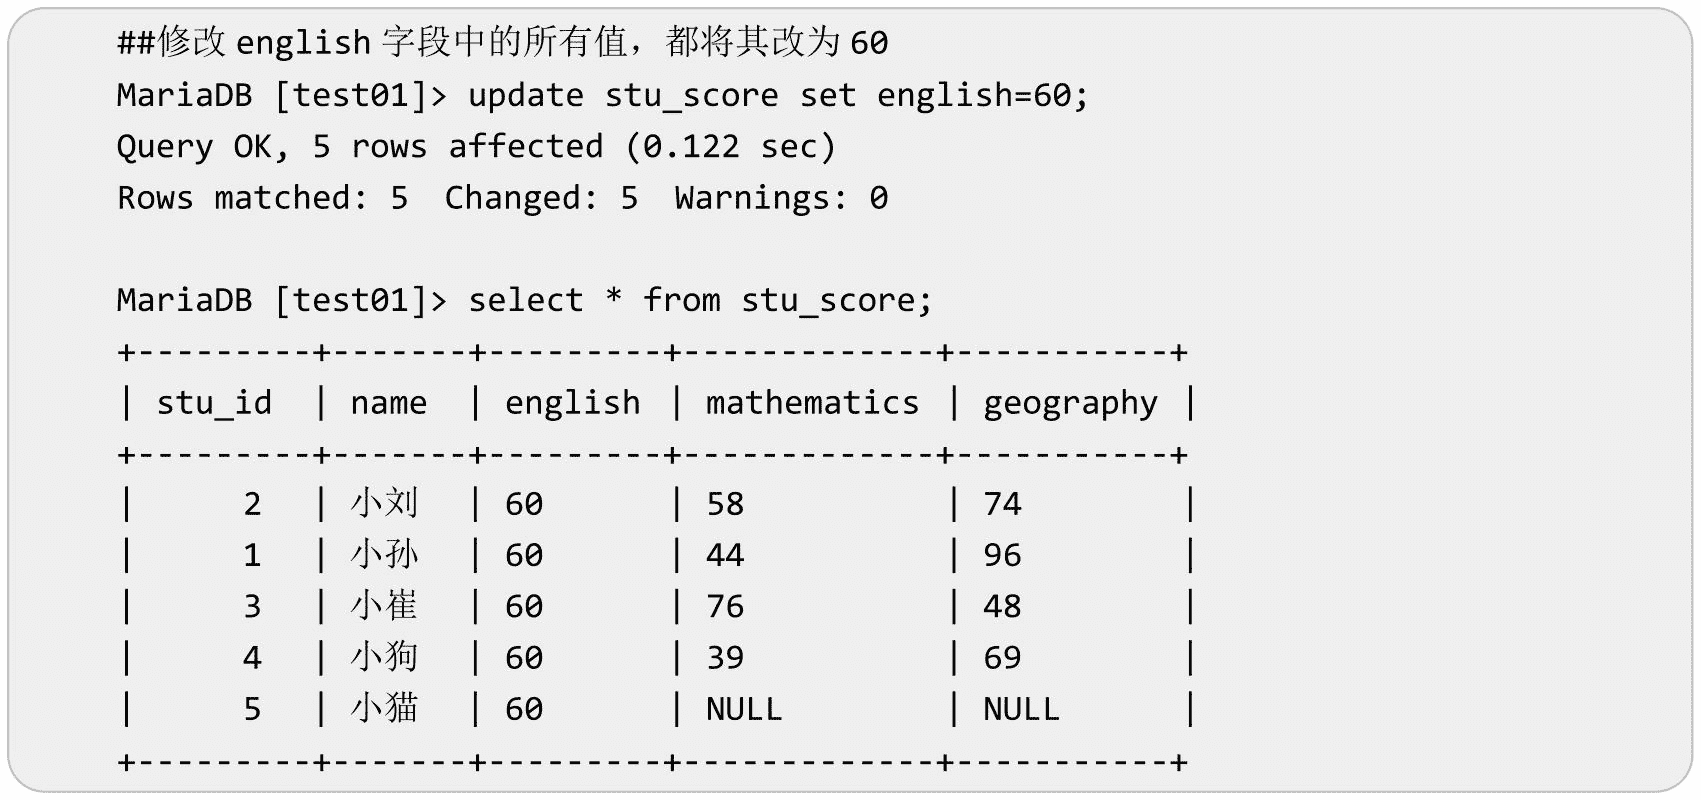 ##修改 english 字段中的所有值，都将其改为 60
MariaDB [test01]> update stu_score set english=60;
Query OK, 5 rows affected (0.122 sec)
Rows matched: 5  Changed: 5  Warnings: 0
MariaDB [test01]> select * from stu_score;
+---------+-------+---------+-------------+-----------+
| stu_id  | name  | english | mathematics | geography |
+---------+-------+---------+-------------+-----------+
|      2  | 小刘  | 60      | 58          | 74        |
|      1  | 小孙  | 60      | 44          | 96        |
|      3  | 小崔  | 60      | 76          | 48        |
|      4  | 小狗  | 60      | 39          | 69        |
|      5  | 小猫  | 60      | NULL        | NULL      |
+---------+-------+---------+-------------+-----------+